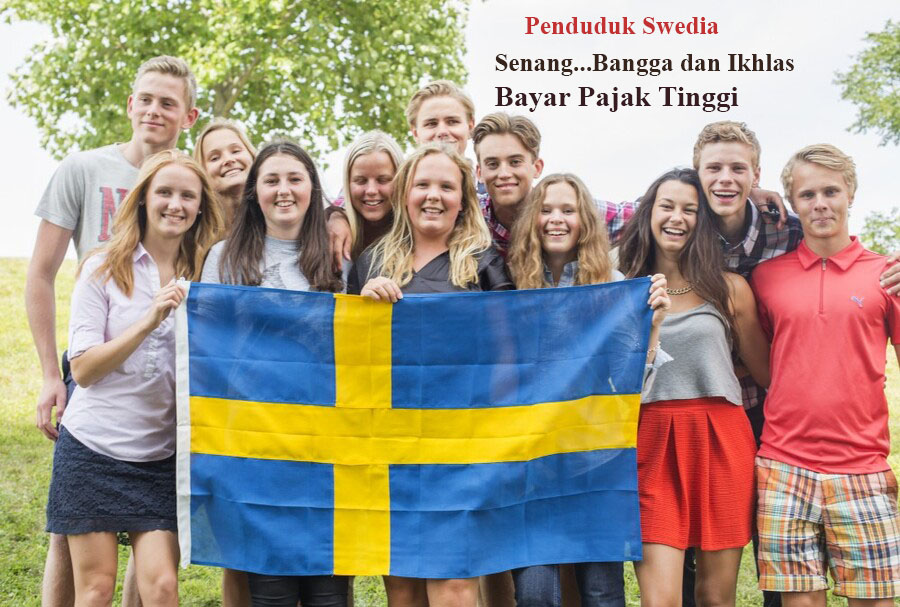 Penduduk Swedia
Senang...Bangga dan Ikhlas
Bayar Pajak Tinggi
N